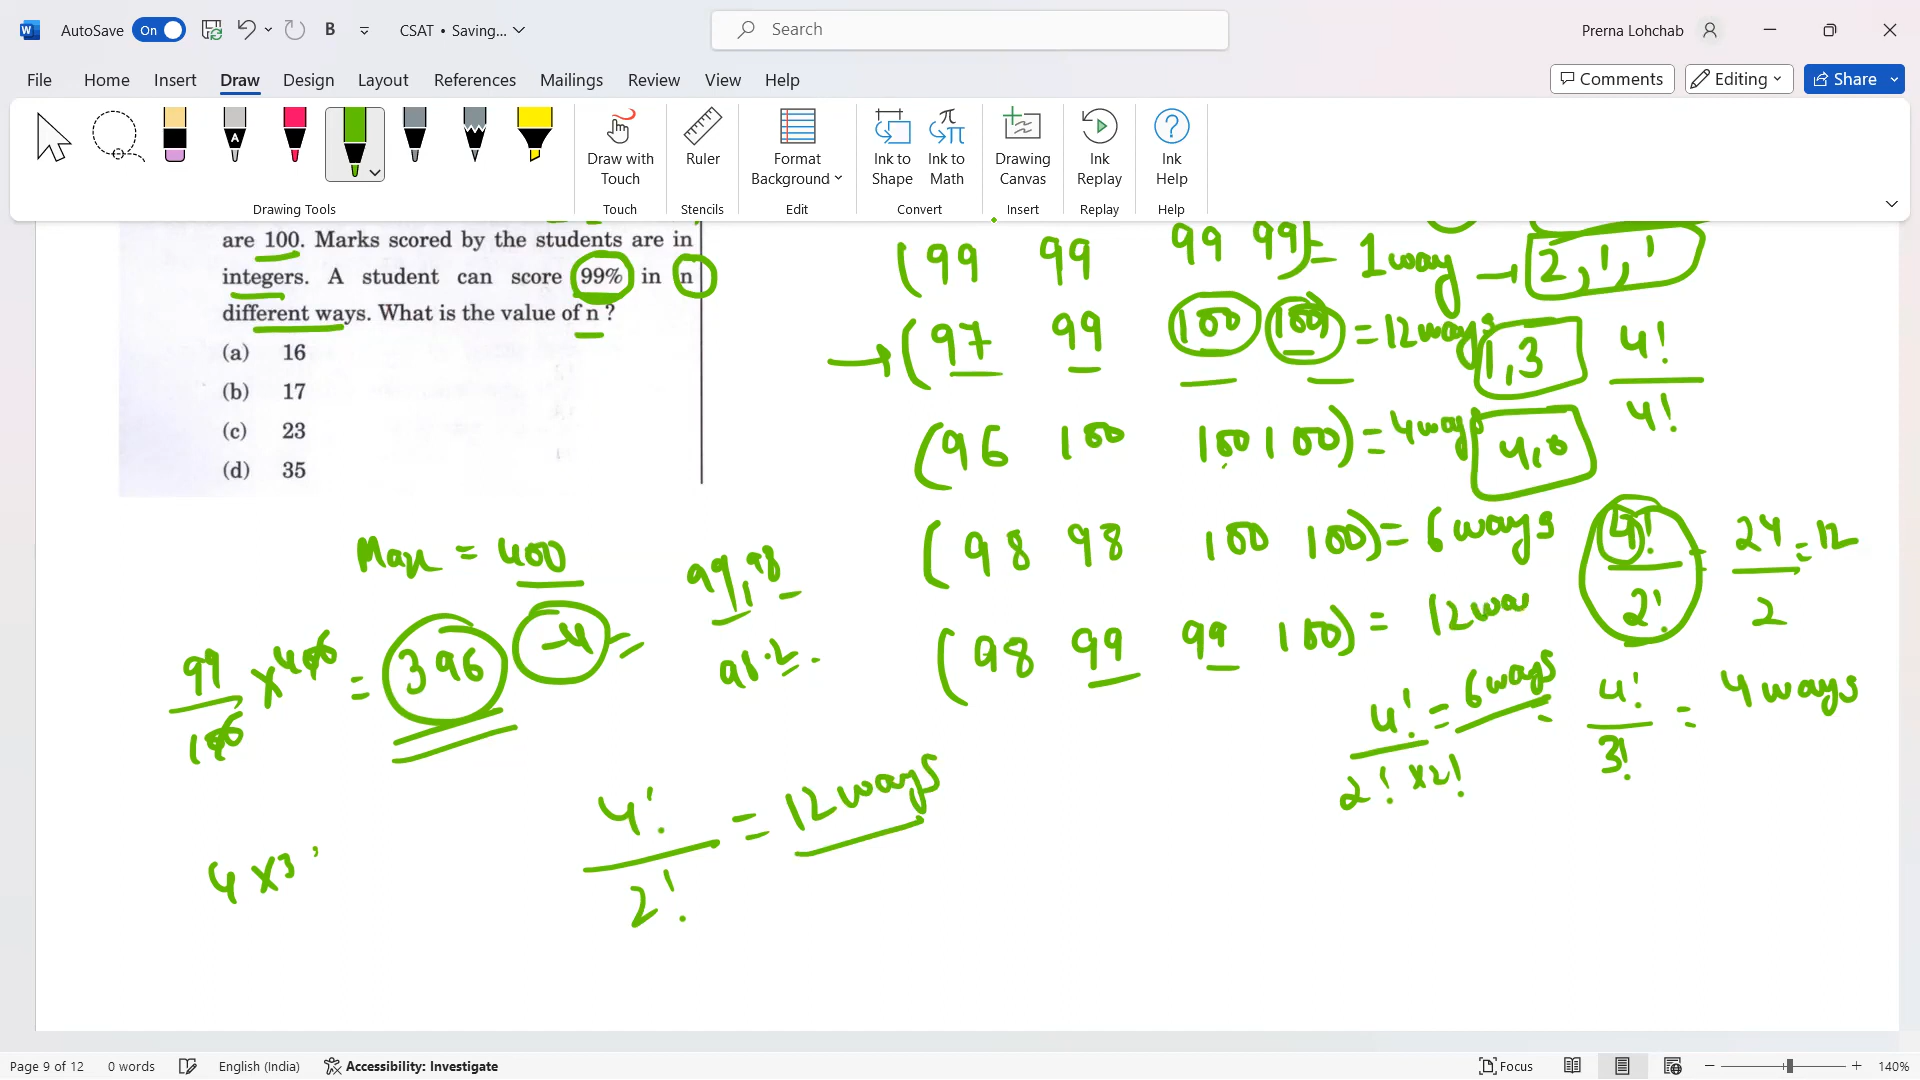 AutoSave On B CSAT • Saving... Search Prerna Lohchab
File Home Insert Draw Design Layout References Mailings Review View Help Comments Editing Share
Draw with Touch Ruler Format Background Ink to Shape Ink to Math Drawing Canvas Ink Replay Ink Help
Drawing Tools Touch Stencils Edit Convert Insert Replay Help
are 100. Marks scored by the students are in
integers. A student can score 99% in n
different ways. What is the value of n ?
(a) 16
(b) 17
(c) 23
(d) 35
(99 99 99 99) = 1 way → 2,1,1
→ (97 99 100 100) = 12 ways 1,3 4!/4!
(96 100 100 100) = 4 ways 4,0
(98 98 100 100) = 6 ways 4!/2! = 24/2 = 12
(98 99 99 100) = 12 wa
Max = 400
99/100 × 400 = 396 -4 =
99, 98
4!/2! = 12 ways
4!/2!×2! = 6 ways = 4!/3! = 4 ways
4 × 3
Page 9 of 12 0 words English (India) Accessibility: Investigate Focus 140%